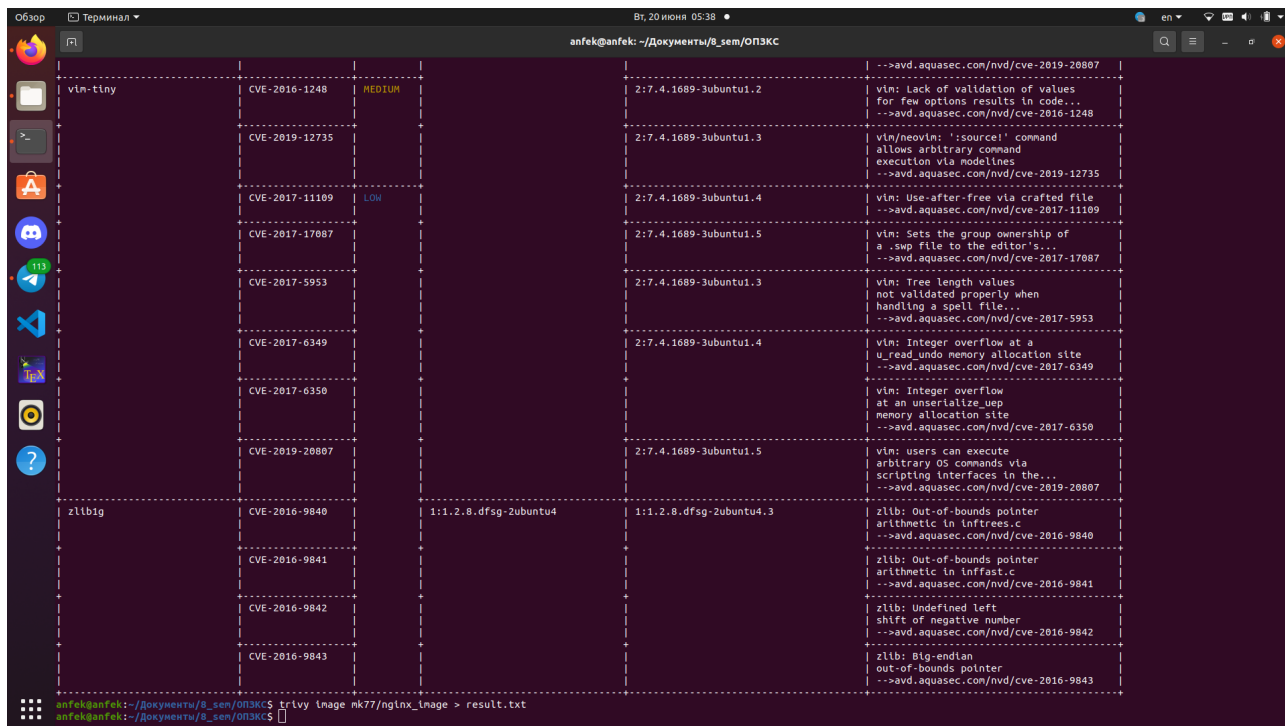 Обзор Терминал Вт, 20 июня 05:38 en
anfek@anfek: ~/Документы/8_sem/ОПЗКС
-->avd.aquasec.com/nvd/cve-2019-20807
vim-tiny CVE-2016-1248 MEDIUM 2:7.4.1689-3ubuntu1.2 vim: Lack of validation of values
for few options results in code...
-->avd.aquasec.com/nvd/cve-2016-1248
CVE-2019-12735 2:7.4.1689-3ubuntu1.3 vim/neovim: ':source!' command
allows arbitrary command
execution via modelines
-->avd.aquasec.com/nvd/cve-2019-12735
CVE-2017-11109 LOW 2:7.4.1689-3ubuntu1.4 vim: Use-after-free via crafted file
-->avd.aquasec.com/nvd/cve-2017-11109
CVE-2017-17087 2:7.4.1689-3ubuntu1.5 vim: Sets the group ownership of
a .swp file to the editor's...
-->avd.aquasec.com/nvd/cve-2017-17087
113
CVE-2017-5953 2:7.4.1689-3ubuntu1.3 vim: Tree length values
not validated properly when
handling a spell file...
-->avd.aquasec.com/nvd/cve-2017-5953
CVE-2017-6349 2:7.4.1689-3ubuntu1.4 vim: Integer overflow at a
u_read_undo memory allocation site
-->avd.aquasec.com/nvd/cve-2017-6349
TEX
CVE-2017-6350 vim: Integer overflow
at an unserialize_uep
memory allocation site
-->avd.aquasec.com/nvd/cve-2017-6350
CVE-2019-20807 2:7.4.1689-3ubuntu1.5 vim: users can execute
arbitrary OS commands via
scripting interfaces in the...
-->avd.aquasec.com/nvd/cve-2019-20807
zlib1g CVE-2016-9840 1:1.2.8.dfsg-2ubuntu4 1:1.2.8.dfsg-2ubuntu4.3 zlib: Out-of-bounds pointer
arithmetic in inftrees.c
-->avd.aquasec.com/nvd/cve-2016-9840
CVE-2016-9841 zlib: Out-of-bounds pointer
arithmetic in inffast.c
-->avd.aquasec.com/nvd/cve-2016-9841
CVE-2016-9842 zlib: Undefined left
shift of negative number
-->avd.aquasec.com/nvd/cve-2016-9842
CVE-2016-9843 zlib: Big-endian
out-of-bounds pointer
-->avd.aquasec.com/nvd/cve-2016-9843
anfek@anfek:~/Документы/8_sem/ОПЗКС$ trivy image mk77/nginx_image > result.txt
anfek@anfek:~/Документы/8_sem/ОПЗКС$